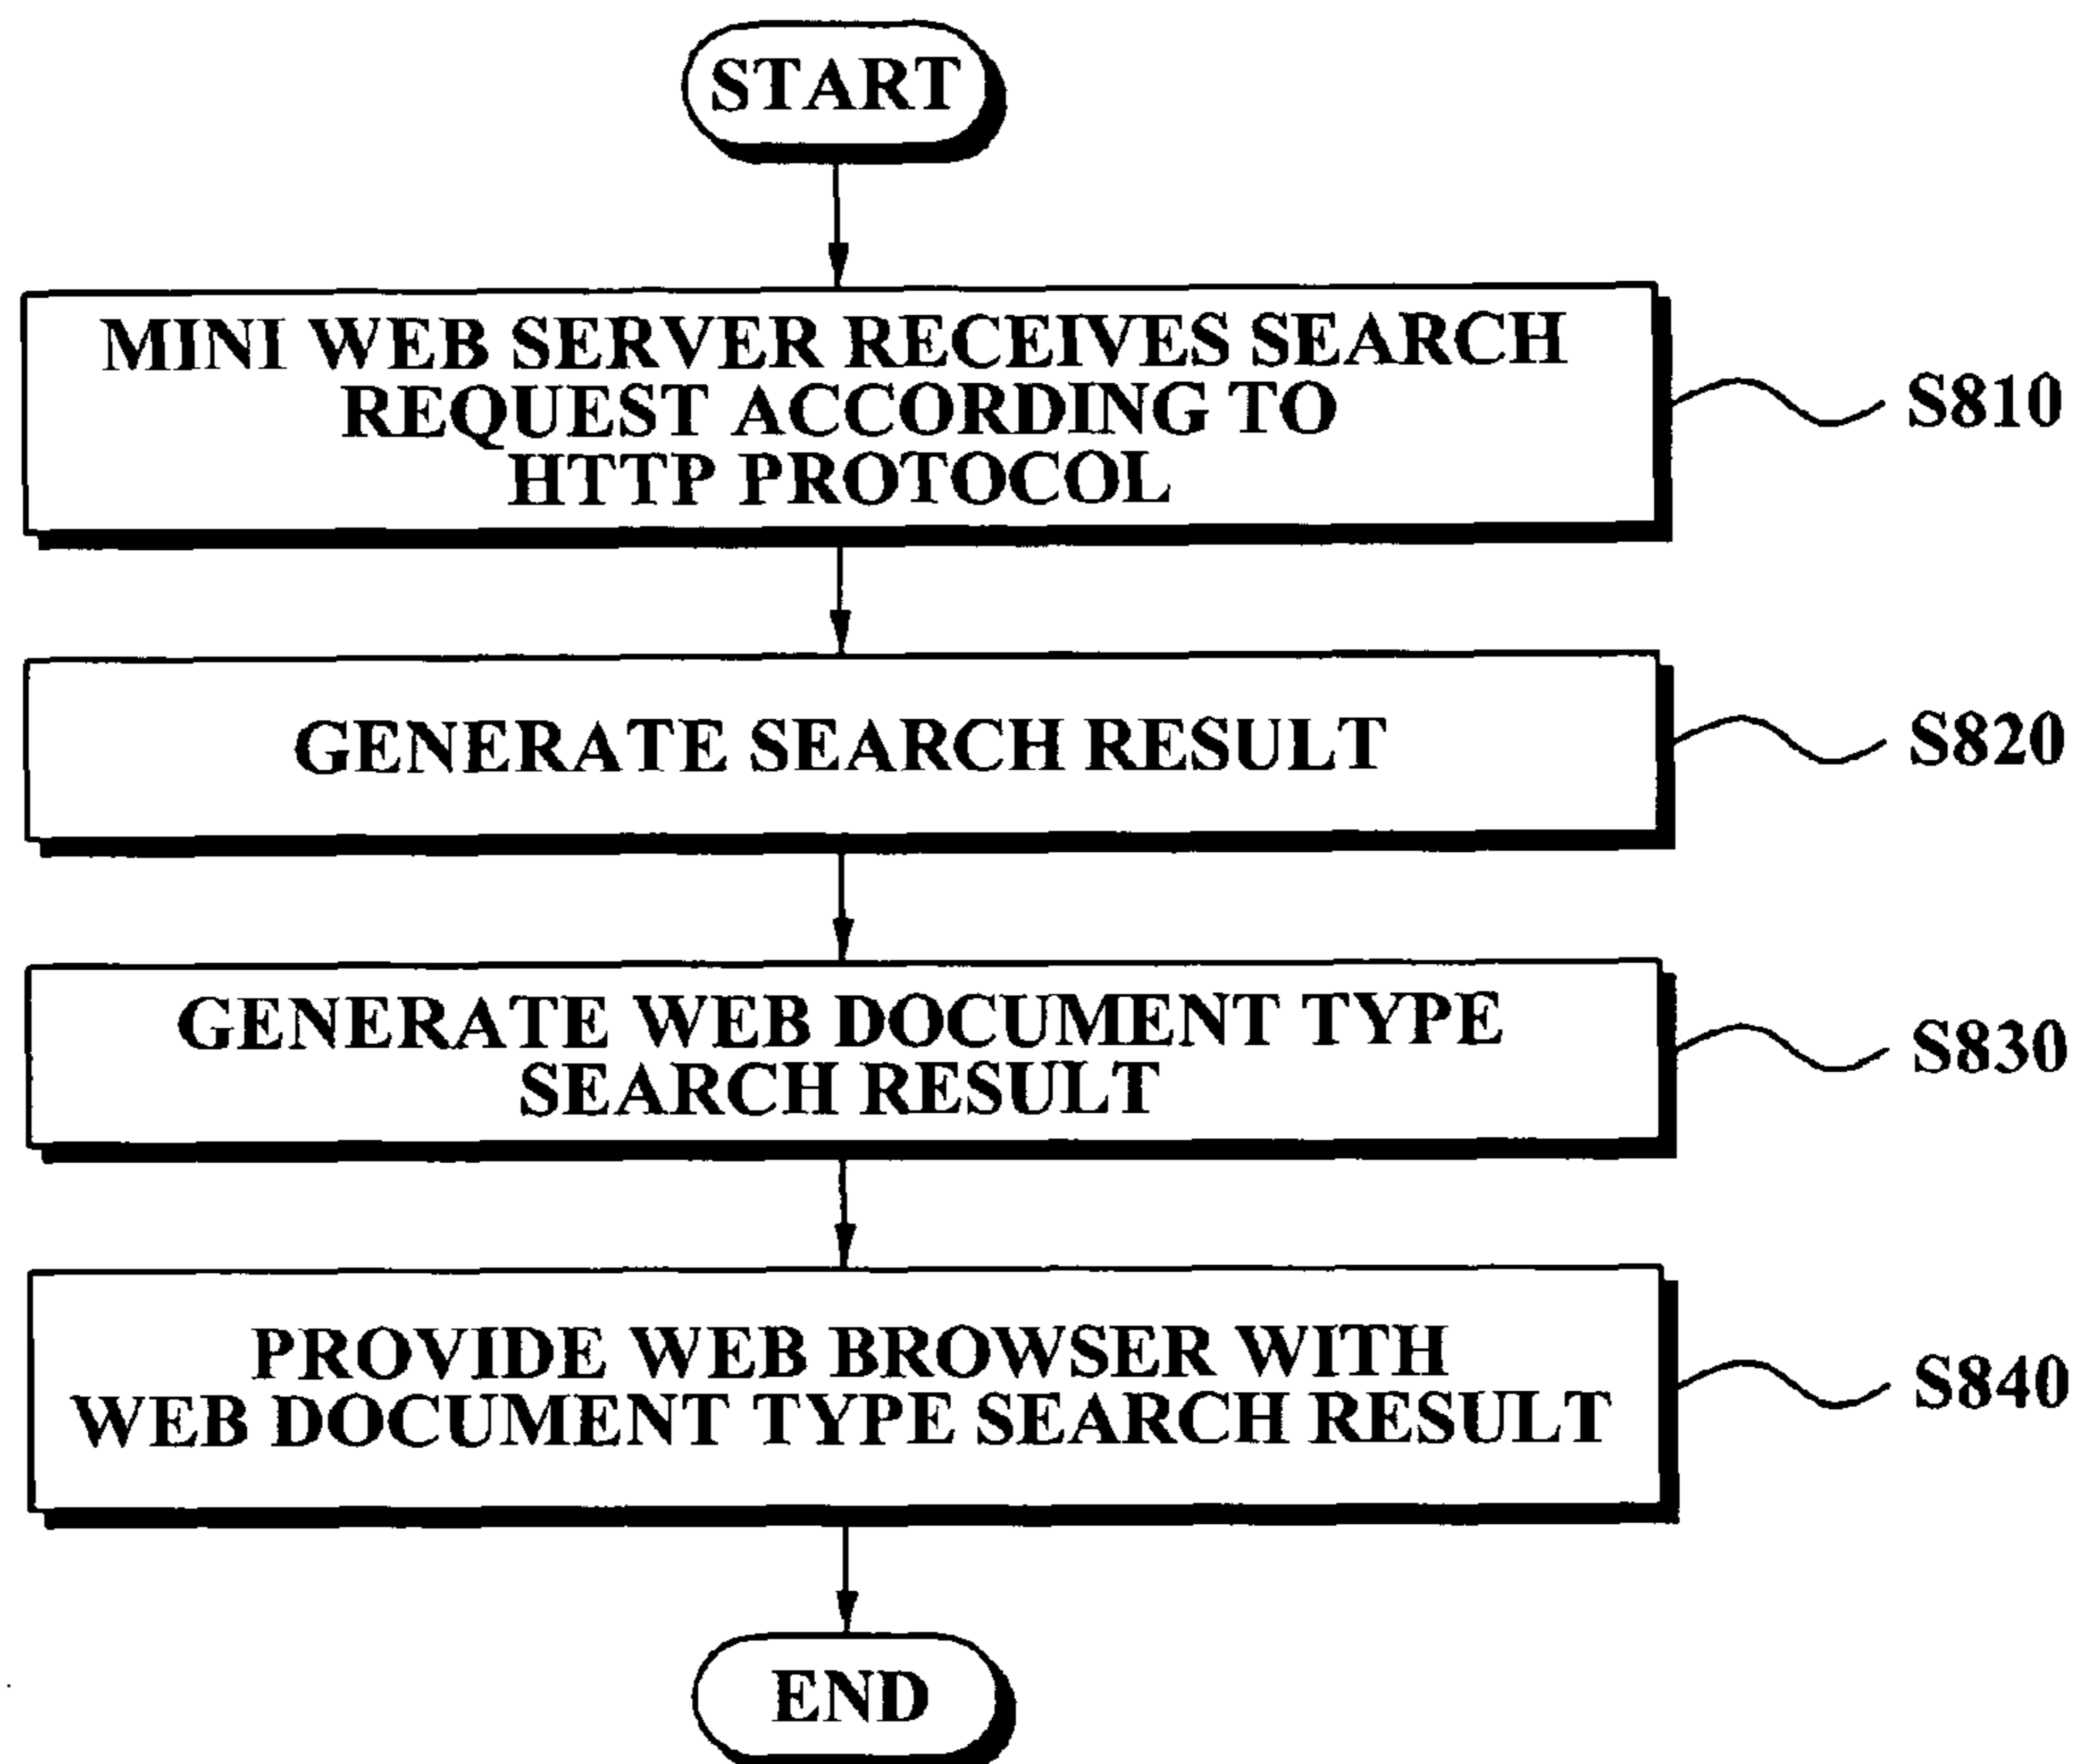 START
MINI WEB SERVER RECEIVES SEARCH
REQUEST ACCORDING TO
HTTP PROTOCOL
S810
GENERATE SEARCH RESULT
S820
GENERATE WEB DOCUMENT TYPE
SEARCH RESULT
S830
PROVIDE WEB BROWSER WITH
WEB DOCUMENT TYPE SEARCH RESULT
S840
END